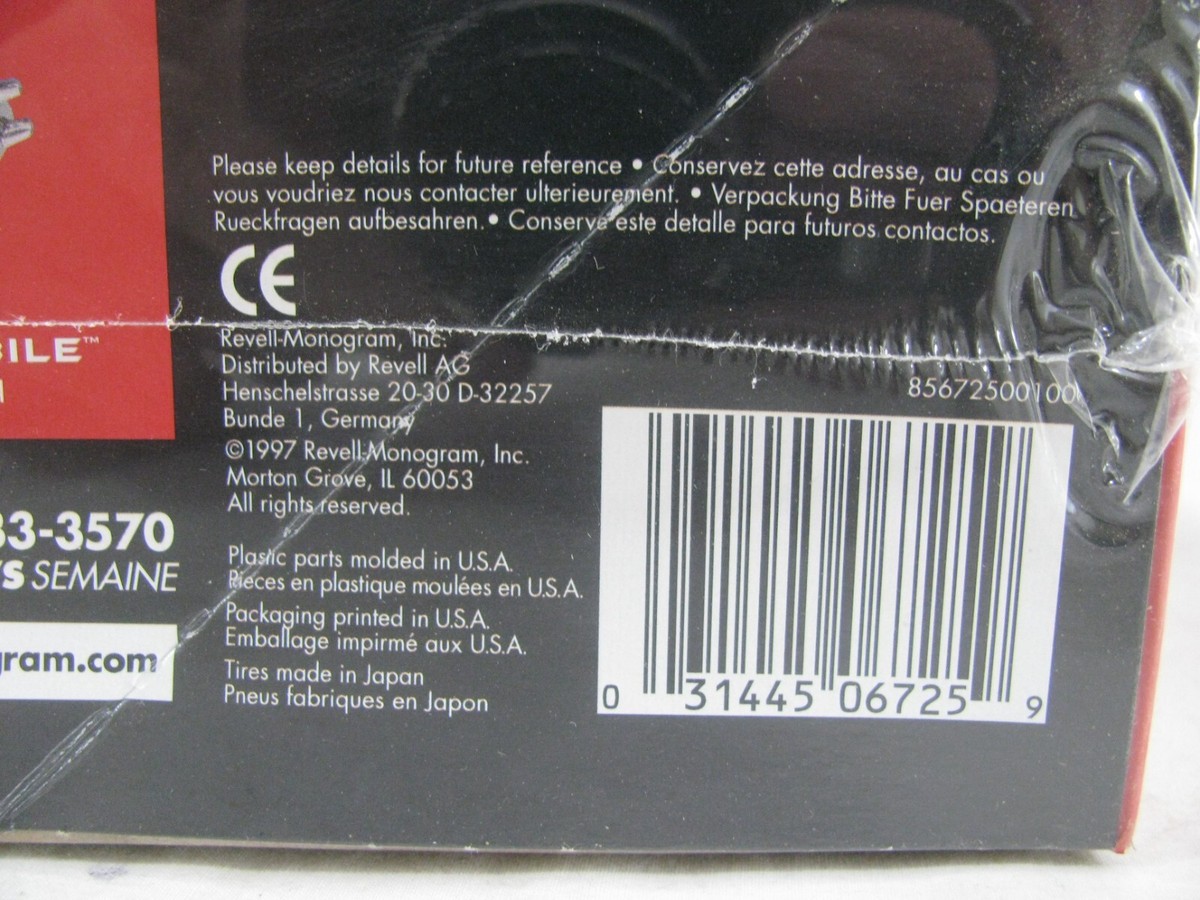 Please keep details for future reference • Conservez cette adresse, au cas ou
vous voudriez nous contacter ulterieurement. • Verpackung Bitte Fuer Spaeteren
Rueckfragen aufbesahren. • Conserve este detalle para futuros contactos.
CE
ILE™
Revell-Monogram, Inc.
Distributed by Revell AG
Henschelstrasse 20-30 D-32257
Bunde 1, Germany
©1997 Revell-Monogram, Inc.
Morton Grove, IL 60053
All rights reserved.
33-3570
SEMAINE
gram.com
Plastic parts molded in U.S.A.
Pièces en plastique moulées en U.S.A.
Packaging printed in U.S.A.
Emballage impirmé aux U.S.A.
Tires made in Japan
Pneus fabriques en Japon
85672500100
0 31445 06725 9